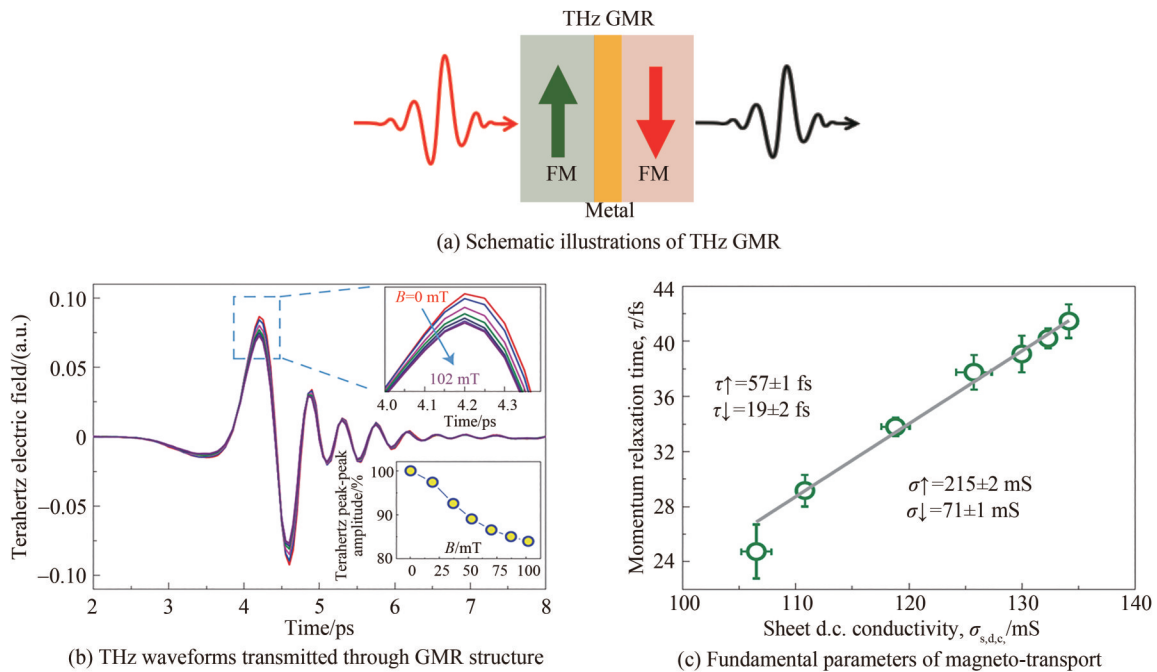 THz GMR
FM
FM
Metal
(a) Schematic illustrations of THz GMR
Terahertz electric field/(a.u.)
0.10
0.05
0
−0.05
−0.10
2
3
4
5
6
7
8
Time/ps
B=0 mT
102 mT
4.0
4.1
4.2
4.3
Time/ps
Terahertz peak-peak
amplitude/%
100
90
80
B/mT
0
25
50
75
100
(b) THz waveforms transmitted through GMR structure
Momentum relaxation time, τ/fs
44
40
36
32
28
24
τ↑=57±1 fs
τ↓=19±2 fs
σ↑=215±2 mS
σ↓=71±1 mS
100
110
120
130
140
Sheet d.c. conductivity, σs,d,c,/mS
(c) Fundamental parameters of magneto-transport